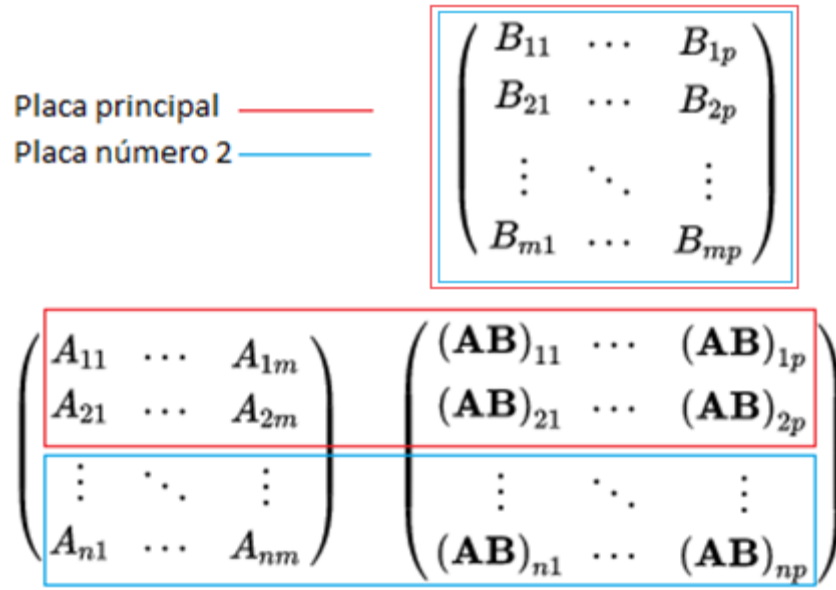 Placa principal
Placa número 2
B₁₁ ⋯ B₁ₚ
B₂₁ ⋯ B₂ₚ
⋮ ⋱ ⋮
Bₘ₁ ⋯ Bₘₚ
A₁₁ ⋯ A₁ₘ (AB)₁₁ ⋯ (AB)₁ₚ
A₂₁ ⋯ A₂ₘ (AB)₂₁ ⋯ (AB)₂ₚ
⋮ ⋱ ⋮ ⋮ ⋱ ⋮
Aₙ₁ ⋯ Aₙₘ (AB)ₙ₁ ⋯ (AB)ₙₚ